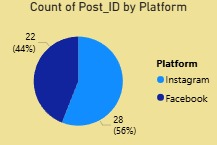 Count of Post_ID by Platform
22
(44%)
Platform
Instagram
Facebook
28
(56%)